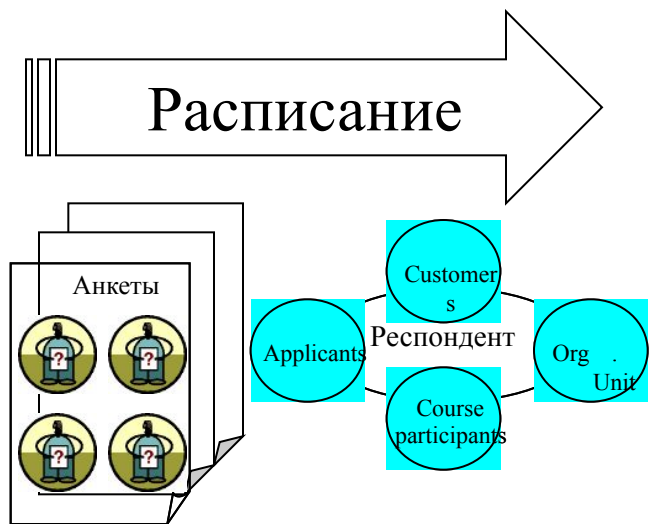 Расписание
Анкеты
?
?
?
?
Customer
s
Applicants
Респондент
Org .
Unit
Course
participants